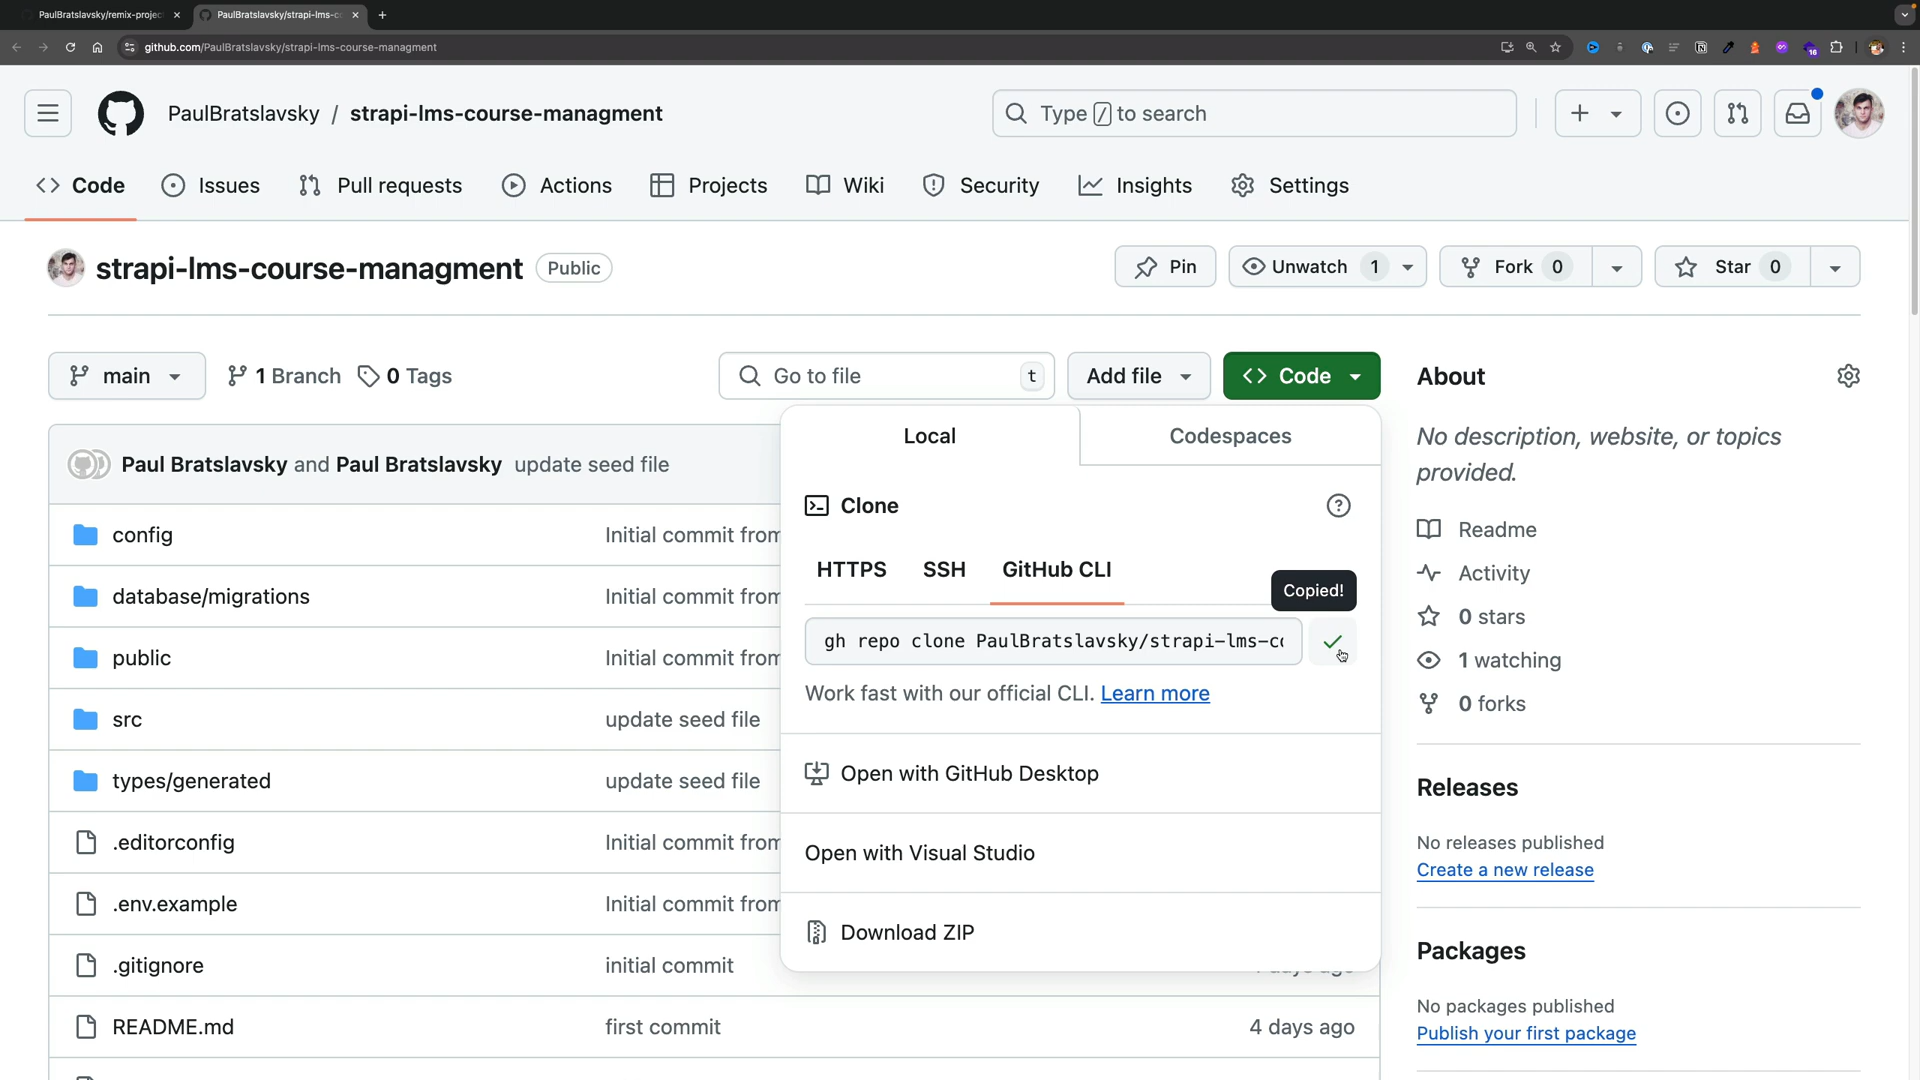 PaulBratslavsky/remix-projec
PaulBratslavsky/strapi-lms-co
github.com/PaulBratslavsky/strapi-lms-course-managment
16
PaulBratslavsky / strapi-lms-course-managment
Type / to search
Code
Issues
Pull requests
Actions
Projects
Wiki
Security
Insights
Settings
strapi-lms-course-managment Public
Pin
Unwatch 1
Fork 0
Star 0
main
1 Branch
0 Tags
Go to file t
Add file
Code
Local
Codespaces
Clone
HTTPS
SSH
GitHub CLI
Copied!
gh repo clone PaulBratslavsky/strapi-lms-co
Work fast with our official CLI. Learn more
Open with GitHub Desktop
Open with Visual Studio
Download ZIP
Paul Bratslavsky and Paul Bratslavsky update seed file
config Initial commit from
database/migrations Initial commit from
public Initial commit from
src update seed file
types/generated update seed file
.editorconfig Initial commit from
.env.example Initial commit from
.gitignore initial commit
days ago
README.md first commit 4 days ago
About
No description, website, or topics
provided.
Readme
Activity
0 stars
1 watching
0 forks
Releases
No releases published
Create a new release
Packages
No packages published
Publish your first package